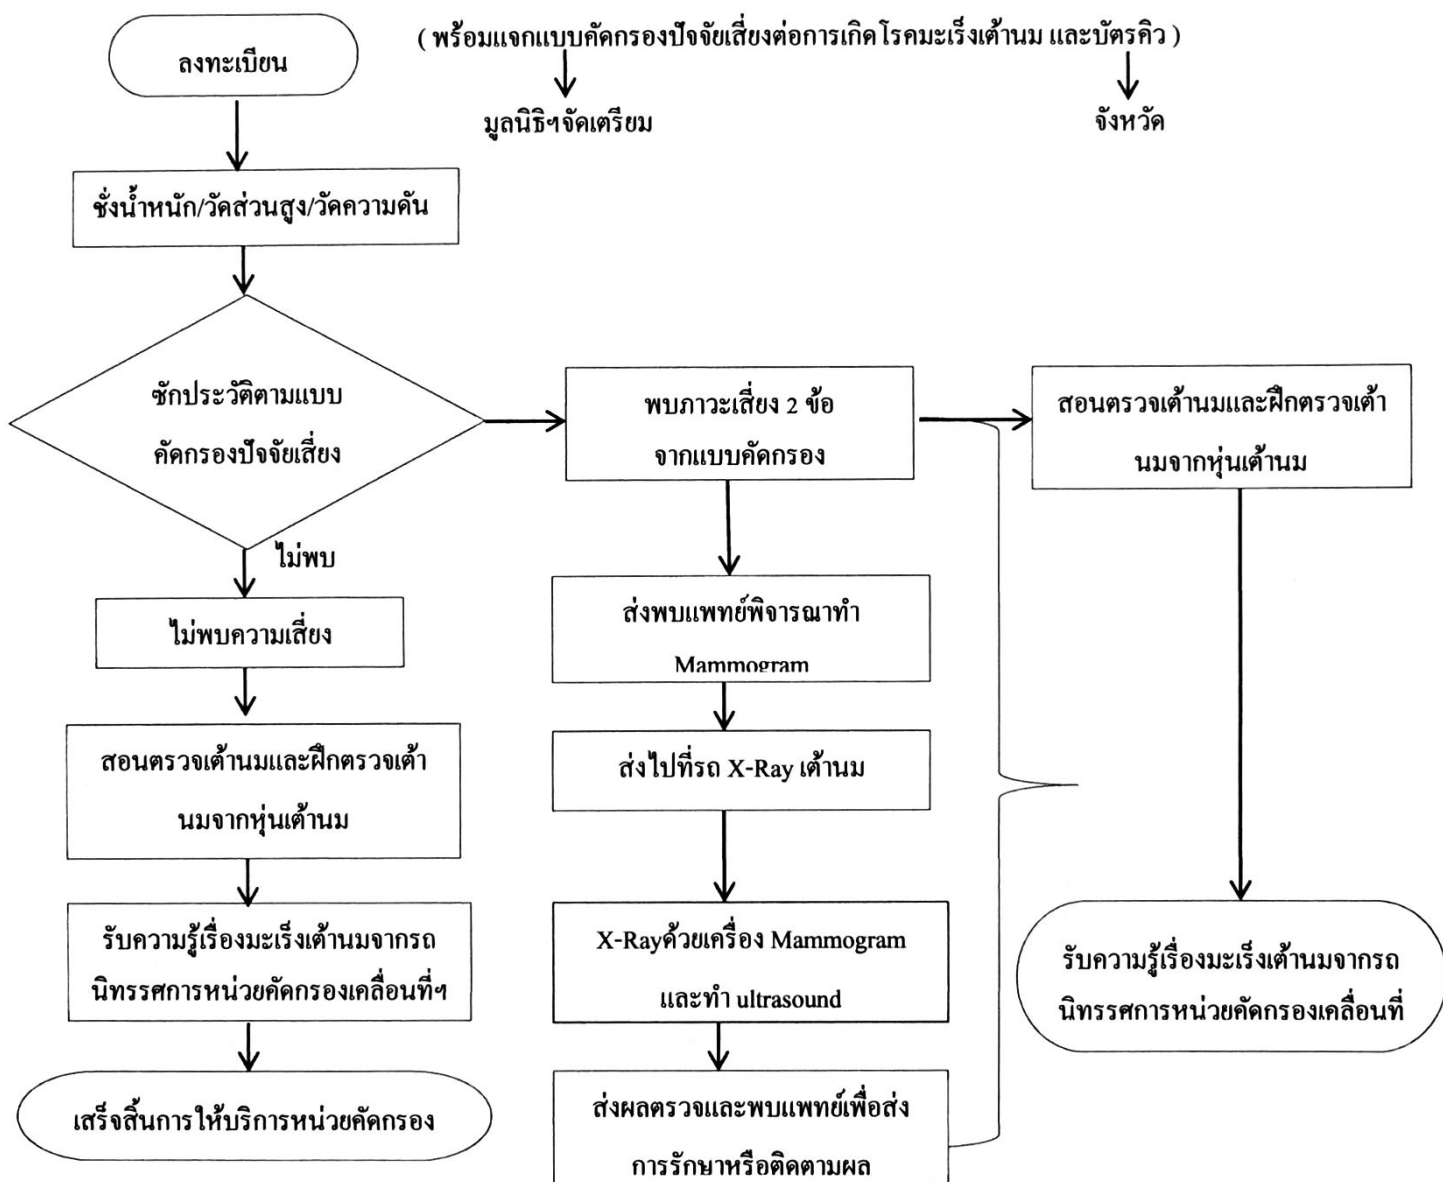 ลงทะเบียน
( พร้อมแจกแบบคัดกรองปัจจัยเสี่ยงต่อการเกิดโรคมะเร็งเต้านม และบัตรคิว )
มูลนิธิฯจัดเตรียม
จังหวัด
ชั่งน้ำหนัก/วัดส่วนสูง/วัดความดัน
ซักประวัติตามแบบ
คัดกรองปัจจัยเสี่ยง
พบภาวะเสี่ยง 2 ข้อ
จากแบบคัดกรอง
สอนตรวจเต้านมและฝึกตรวจเต้า
นมจากหุ่นเต้านม
ไม่พบ
ไม่พบความเสี่ยง
ส่งพบแพทย์พิจารณาทำ
Mammogram
สอนตรวจเต้านมและฝึกตรวจเต้า
นมจากหุ่นเต้านม
ส่งไปที่รถ X-Ray เต้านม
รับความรู้เรื่องมะเร็งเต้านมจากรถ
นิทรรศการหน่วยคัดกรองเคลื่อนที่ฯ
X-Rayด้วยเครื่อง Mammogram
และทำ ultrasound
รับความรู้เรื่องมะเร็งเต้านมจากรถ
นิทรรศการหน่วยคัดกรองเคลื่อนที่
เสร็จสิ้นการให้บริการหน่วยคัดกรอง
ส่งผลตรวจและพบแพทย์เพื่อส่ง
การรักษาหรือติดตามผล